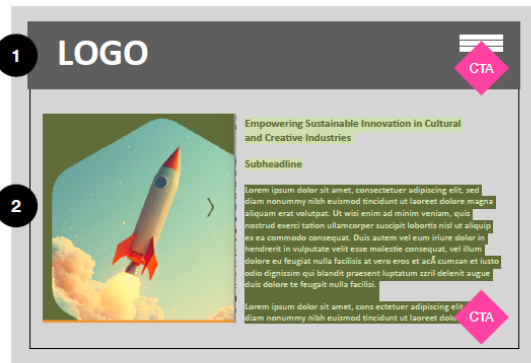 1
LOGO
CTA
2
Empowering Sustainable Innovation in Cultural
and Creative Industries
Subheadline
Lorem ipsum dolor sit amet, consectetuer adipiscing elit, sed
diam nonummy nibh euismod tincidunt ut laoreet dolore magna
aliquam erat volutpat. Ut wisi enim ad minim veniam, quis
nostrud exerci tation ullamcorper suscipit lobortis nisl ut aliquip
ex ea commodo consequat. Duis autem vel eum iriure dolor in
hendrerit in vulputate velit esse molestie consequat, vel illum
dolore eu feugiat nulla facilisis at vero eros et acÃ cumsan et iusto
odio dignissim qui blandit praesent luptatum zzril delenit augue
duis dolore te feugait nulla facilisi.
Lorem ipsum dolor sit amet, cons ectetuer adipiscing elit
diam nonummy nibh euismod tincidunt ut laoreet
CTA